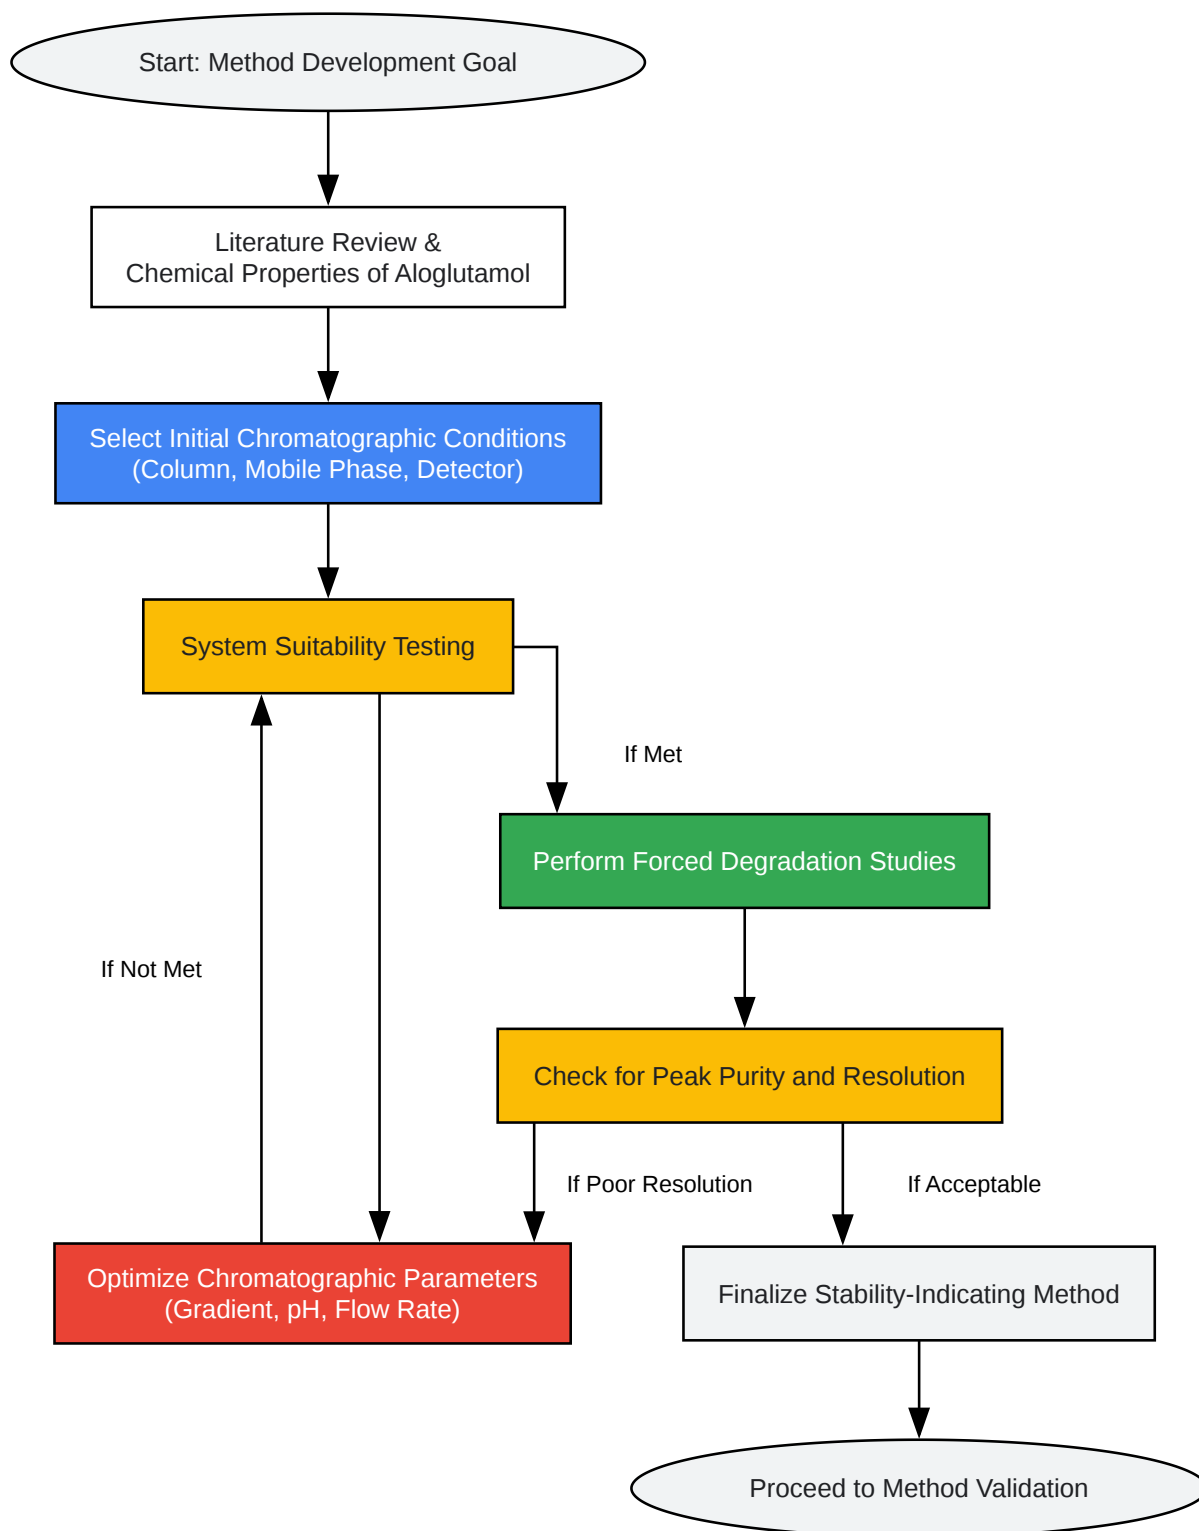 Start: Method Development Goal
Literature Review &
Chemical Properties of Aloglutamol
Select Initial Chromatographic Conditions
(Column, Mobile Phase, Detector)
System Suitability Testing
If Met
Perform Forced Degradation Studies
If Not Met
Check for Peak Purity and Resolution
If Poor Resolution
If Acceptable
Optimize Chromatographic Parameters
(Gradient, pH, Flow Rate)
Finalize Stability-Indicating Method
Proceed to Method Validation